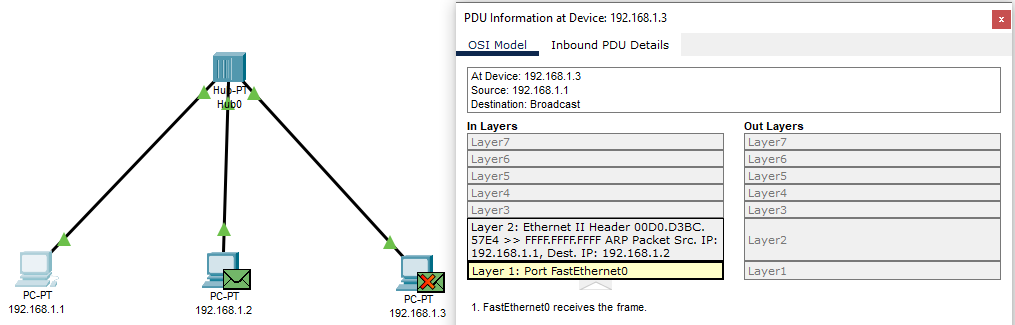 Hub-PT
Hub0
PC-PT
192.168.1.1
PC-PT
192.168.1.2
PC-PT
192.168.1.3
PDU Information at Device: 192.168.1.3
x
OSI Model
Inbound PDU Details
At Device: 192.168.1.3
Source: 192.168.1.1
Destination: Broadcast
In Layers
Layer7
Layer6
Layer5
Layer4
Layer3
Layer 2: Ethernet II Header 00D0.D3BC.
57E4 >> FFFF.FFFF.FFFF ARP Packet Src. IP:
192.168.1.1, Dest. IP: 192.168.1.2
Layer 1: Port FastEthernet0
Out Layers
Layer7
Layer6
Layer5
Layer4
Layer3
Layer2
Layer1
1. FastEthernet0 receives the frame.